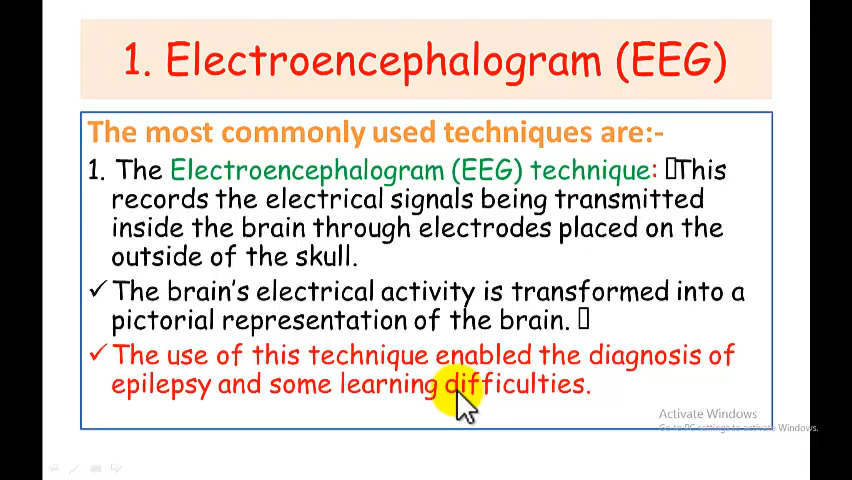 1. Electroencephalogram (EEG)
The most commonly used techniques are:-
1. The Electroencephalogram (EEG) technique: This
records the electrical signals being transmitted
inside the brain through electrodes placed on the
outside of the skull.
✓ The brain's electrical activity is transformed into a
pictorial representation of the brain.
✓ The use of this technique enabled the diagnosis of
epilepsy and some learning difficulties.
Activate Windows
Go to PC settings to activate Windows.